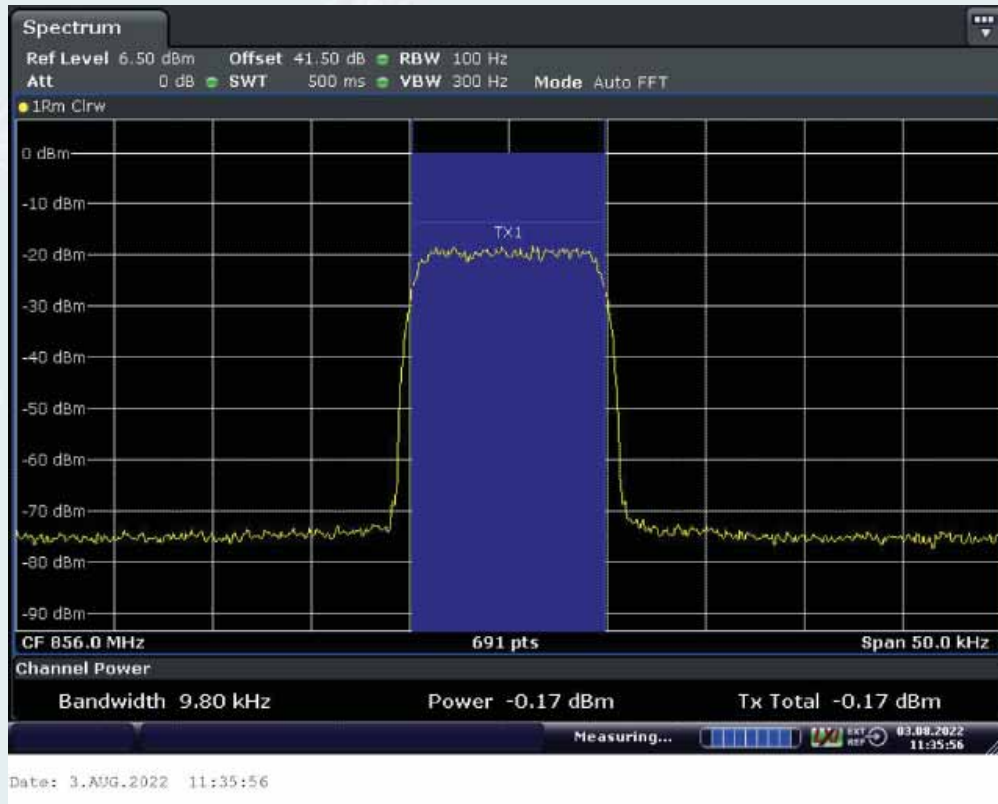 Spectrum
Ref Level 6.50 dBm Offset 41.50 dB RBW 100 Hz
Att 0 dB SWT 500 ms VBW 300 Hz Mode Auto FFT
1Rm Clrw
0 dBm
-10 dBm
TX1
-20 dBm
-30 dBm
-40 dBm
-50 dBm
-60 dBm
-70 dBm
-80 dBm
-90 dBm
CF 856.0 MHz 691 pts Span 50.0 kHz
Channel Power
Bandwidth 9.80 kHz Power -0.17 dBm Tx Total -0.17 dBm
Measuring... EXT REF 03.08.2022
11:35:56
Date: 3.AUG.2022 11:35:56